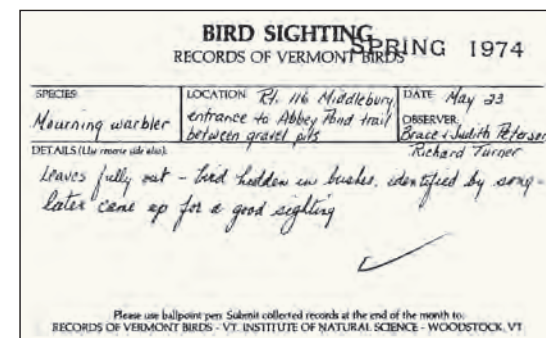 BIRD SIGHTING
SPRING 1974
RECORDS OF VERMONT BIRDS
SPECIES
Mourning warbler
LOCATION Rt. 116 Middlebury
entrance to Abbey Pond trail
between gravel pits
DATE May 23
OBSERVER
Bruce & Judith Peterson
Richard Turner
DETAILS (Use reverse side also):
Leaves fully out - bird hidden in bushes, identified by song -
later came up for a good sighting
Please use ballpoint pen. Submit collected records at the end of the month to:
RECORDS OF VERMONT BIRDS - VT. INSTITUTE OF NATURAL SCIENCE - WOODSTOCK, VT